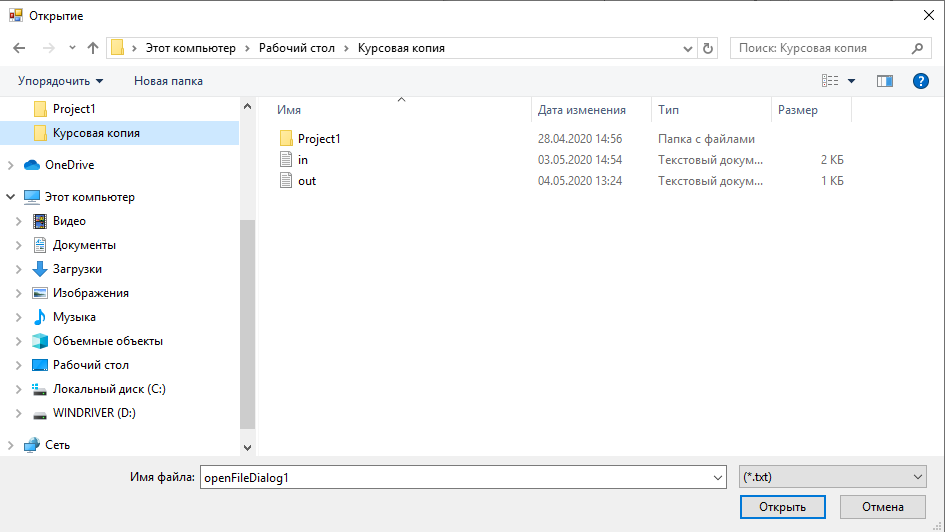 Открытие
Этот компьютер Рабочий стол Курсовая копия
Поиск: Курсовая копия
Упорядочить Новая папка
Project1
Курсовая копия
OneDrive
Этот компьютер
Видео
Документы
Загрузки
Изображения
Музыка
Объемные объекты
Рабочий стол
Локальный диск (C:)
WINDRIVER (D:)
Сеть
Имя Дата изменения Тип Размер
Project1 28.04.2020 14:56 Папка с файлами
in 03.05.2020 14:54 Текстовый докум... 2 КБ
out 04.05.2020 13:24 Текстовый докум... 1 КБ
Имя файла: openFileDialog1 (*.txt)
Открыть Отмена